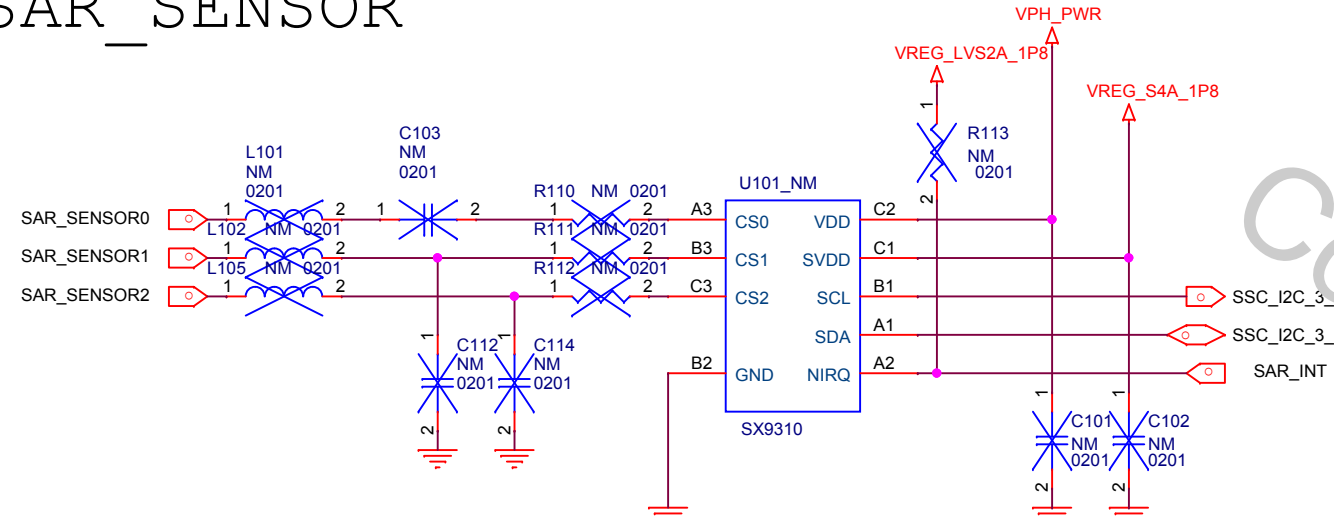 SAR_SENSOR
VPH_PWR
VREG_LVS2A_1P8
VREG_S4A_1P8
C103
NM
0201
L101
NM
0201
1
R113
NM
0201
2
U101_NM
R110 NM 0201
SAR_SENSOR0
1 2
1 2
1 2
A3
CS0
VDD
C2
L102 NM 0201
R111 NM 0201
SAR_SENSOR1
1 2
1 2
B3
CS1
SVDD
C1
L105 NM 0201
R112 NM 0201
SAR_SENSOR2
1 2
1 2
C3
CS2
SCL
B1
SSC_I2C_3_
SDA
A1
SSC_I2C_3_
1
C112
NM
0201
2
1
C114
NM
0201
2
B2
GND
NIRQ
A2
SAR_INT
SX9310
1
C101
NM
0201
2
1
C102
NM
0201
2